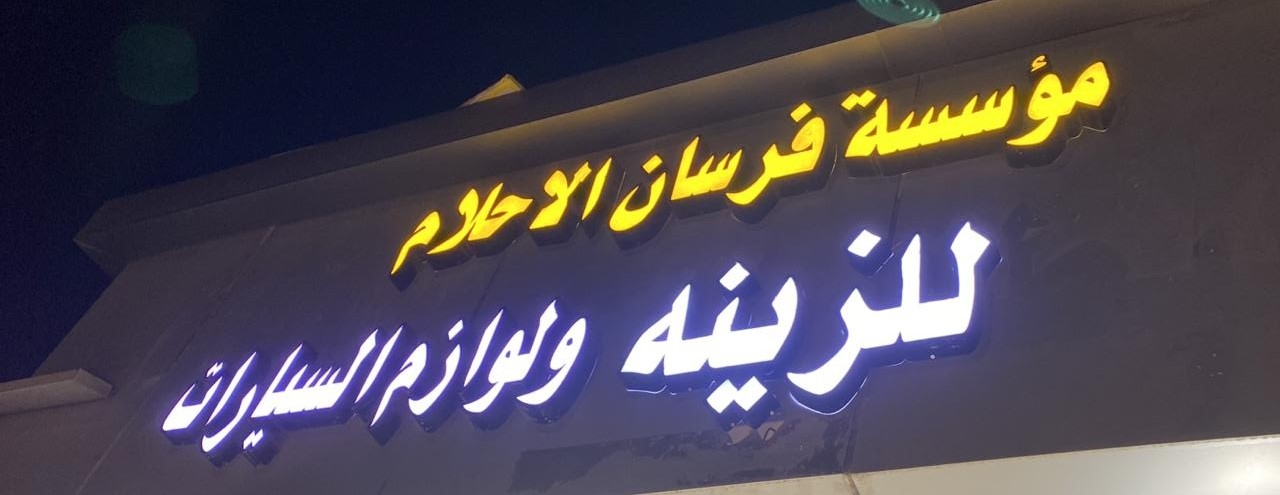 مؤسسة فرسان الاحلام
للزينه ولوازم السيارات